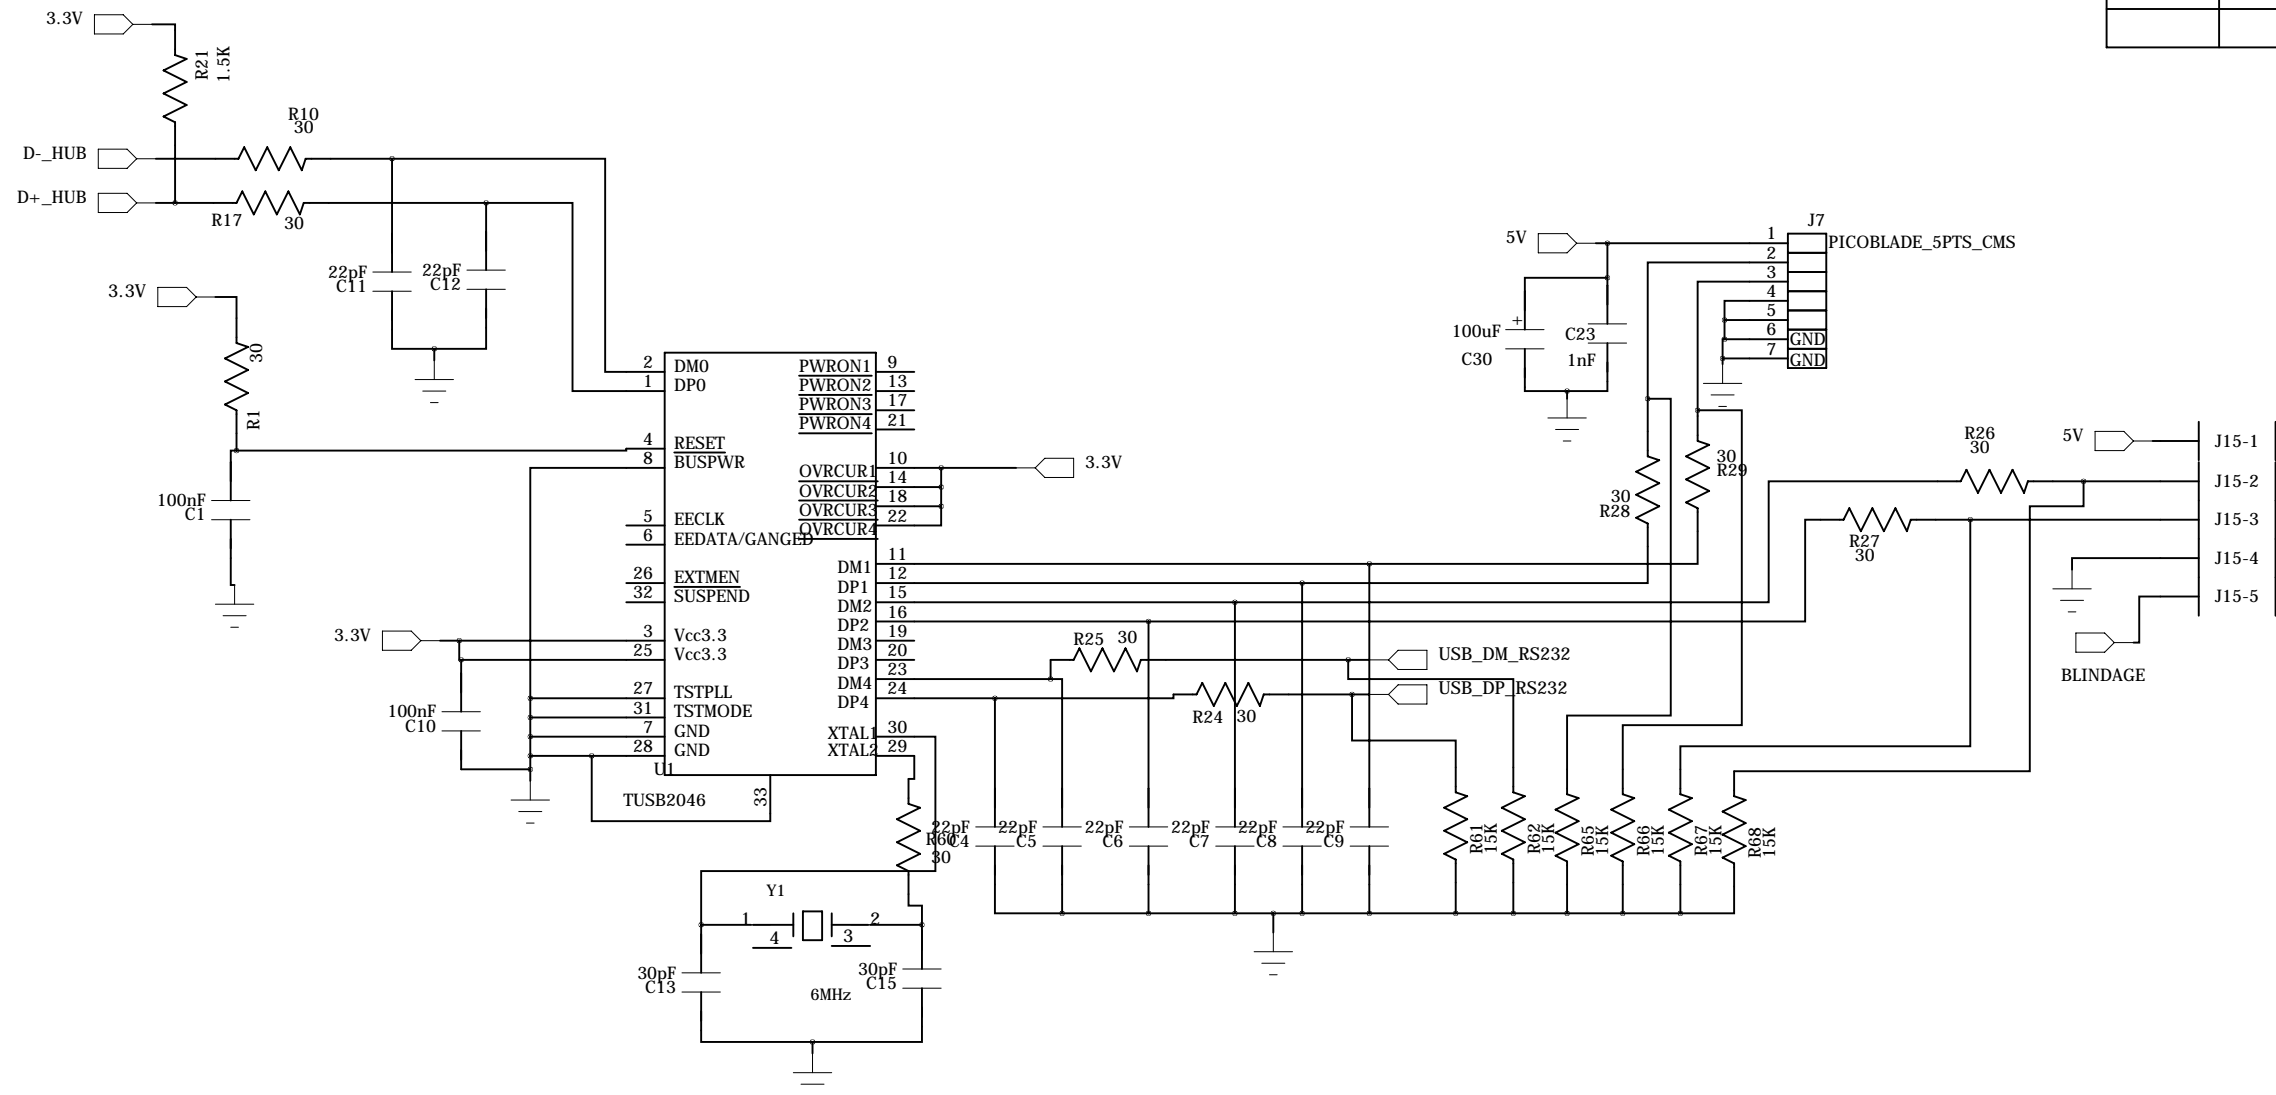 3.3V
R21
1.5K
R10
30
D-_HUB
D+_HUB
R17
30
22pF
C11
22pF
C12
3.3V
30
R1
100nF
C1
2 DM0
1 DP0
4 RESET
8 BUSPWR
5 EECLK
6 EEDATA/GANGED
26 EXTMEN
32 SUSPEND
3 Vcc3.3
25 Vcc3.3
27 TSTPLL
31 TSTMODE
7 GND
28 GND
U1
TUSB2046
33
PWRON1 9
PWRON2 13
PWRON3 17
PWRON4 21
OVRCUR1 10
OVRCUR2 14
OVRCUR3 18
OVRCUR4 22
DM1 11
DP1 12
DM2 15
DP2 16
DM3 19
DP3 20
DM4 23
DP4 24
XTAL1 30
XTAL2 29
3.3V
3.3V
100nF
C10
R60
30
Y1
1
2
4
3
6MHz
30pF
C13
30pF
C15
R25 30
USB_DM_RS232
R24 30
USB_DP_RS232
22pF
C4
22pF
C5
22pF
C6
22pF
C7
22pF
C8
22pF
C9
R61
15K
R62
15K
R65
15K
R66
15K
R67
15K
R68
15K
5V
100uF
+
C30
C23
1nF
J7
PICOBLADE_5PTS_CMS
1
2
3
4
5
6 GND
7 GND
30
R28
30
R29
R26
30
R27
30
5V
J15-1
J15-2
J15-3
J15-4
J15-5
BLINDAGE